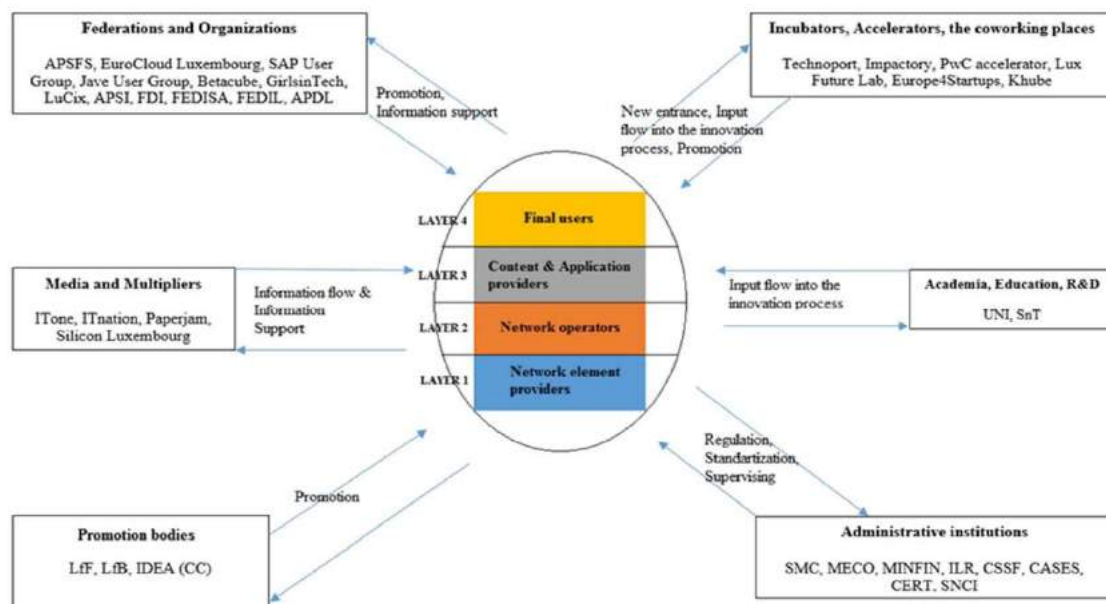 Federations and Organizations
APSFS, EuroCloud Luxembourg, SAP User
Group, Jave User Group, Betacube, GirlsinTech,
LuCix, APSI, FDI, FEDISA, FEDIL, APDL
Incubators, Accelerators, the coworking places
Technoport, Impactory, PwC accelerator, Lux
Future Lab, Europe4Startups, Khube
Promotion,
Information support
New entrance, Input
flow into the innovation
process, Promotion
LAYER 4
Final users
LAYER 3
Content & Application
providers
LAYER 2
Network operators
LAYER 1
Network element
providers
Media and Multipliers
ITone, ITnation, Paperjam,
Silicon Luxembourg
Information flow &
Information
Support
Input flow into the
innovation process
Academia, Education, R&D
UNI, SnT
Promotion
Promotion bodies
LfF, LfB, IDEA (CC)
Regulation,
Standartization,
Supervising
Administrative institutions
SMC, MECO, MINFIN, ILR, CSSF, CASES,
CERT, SNCI